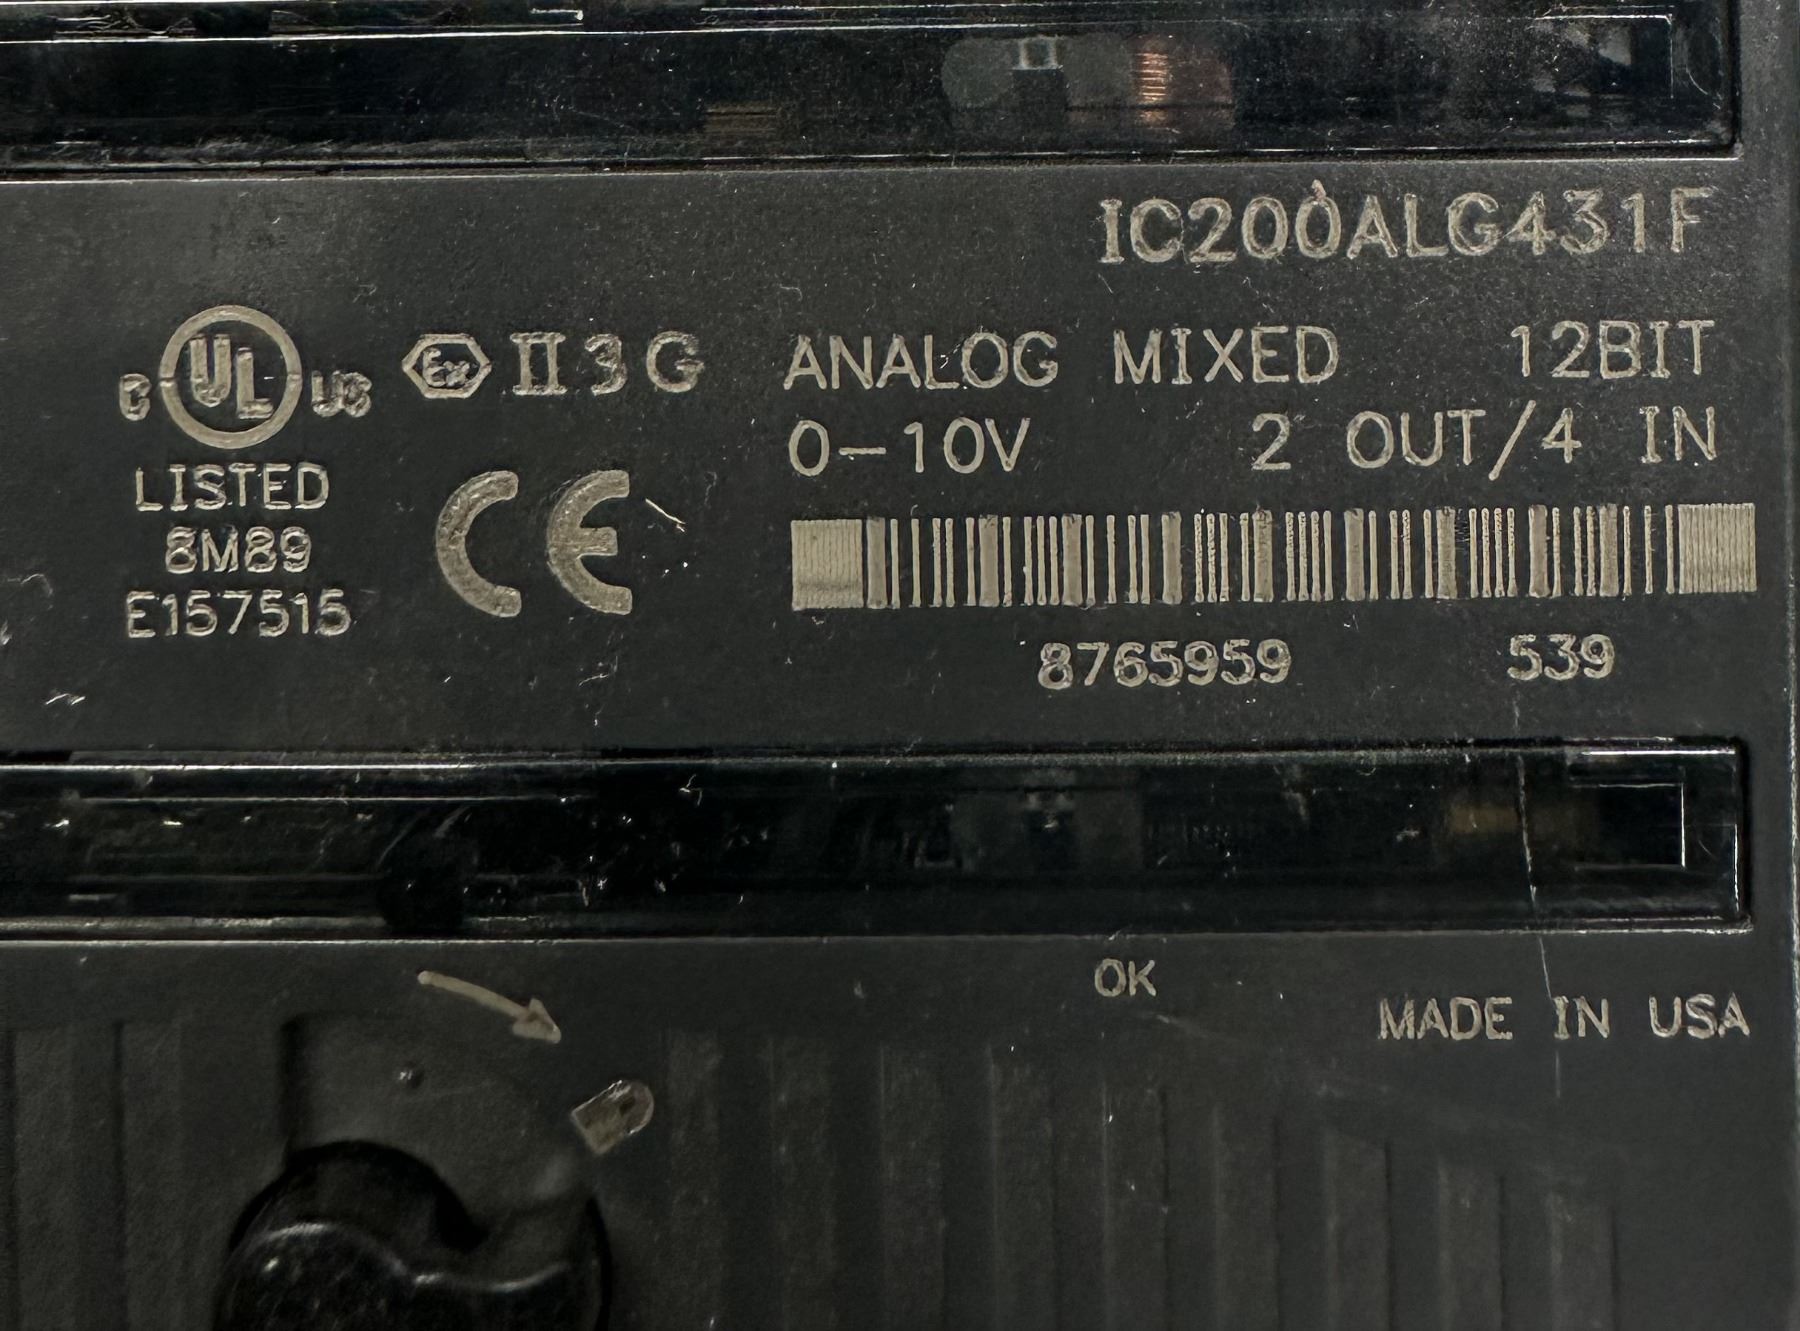 IC200ALG431F
C UL US Ex II 3 G
LISTED
8M89
E157515
CE
ANALOG MIXED 12BIT
0-10V 2 OUT/4 IN
8765959 539
OK
MADE IN USA